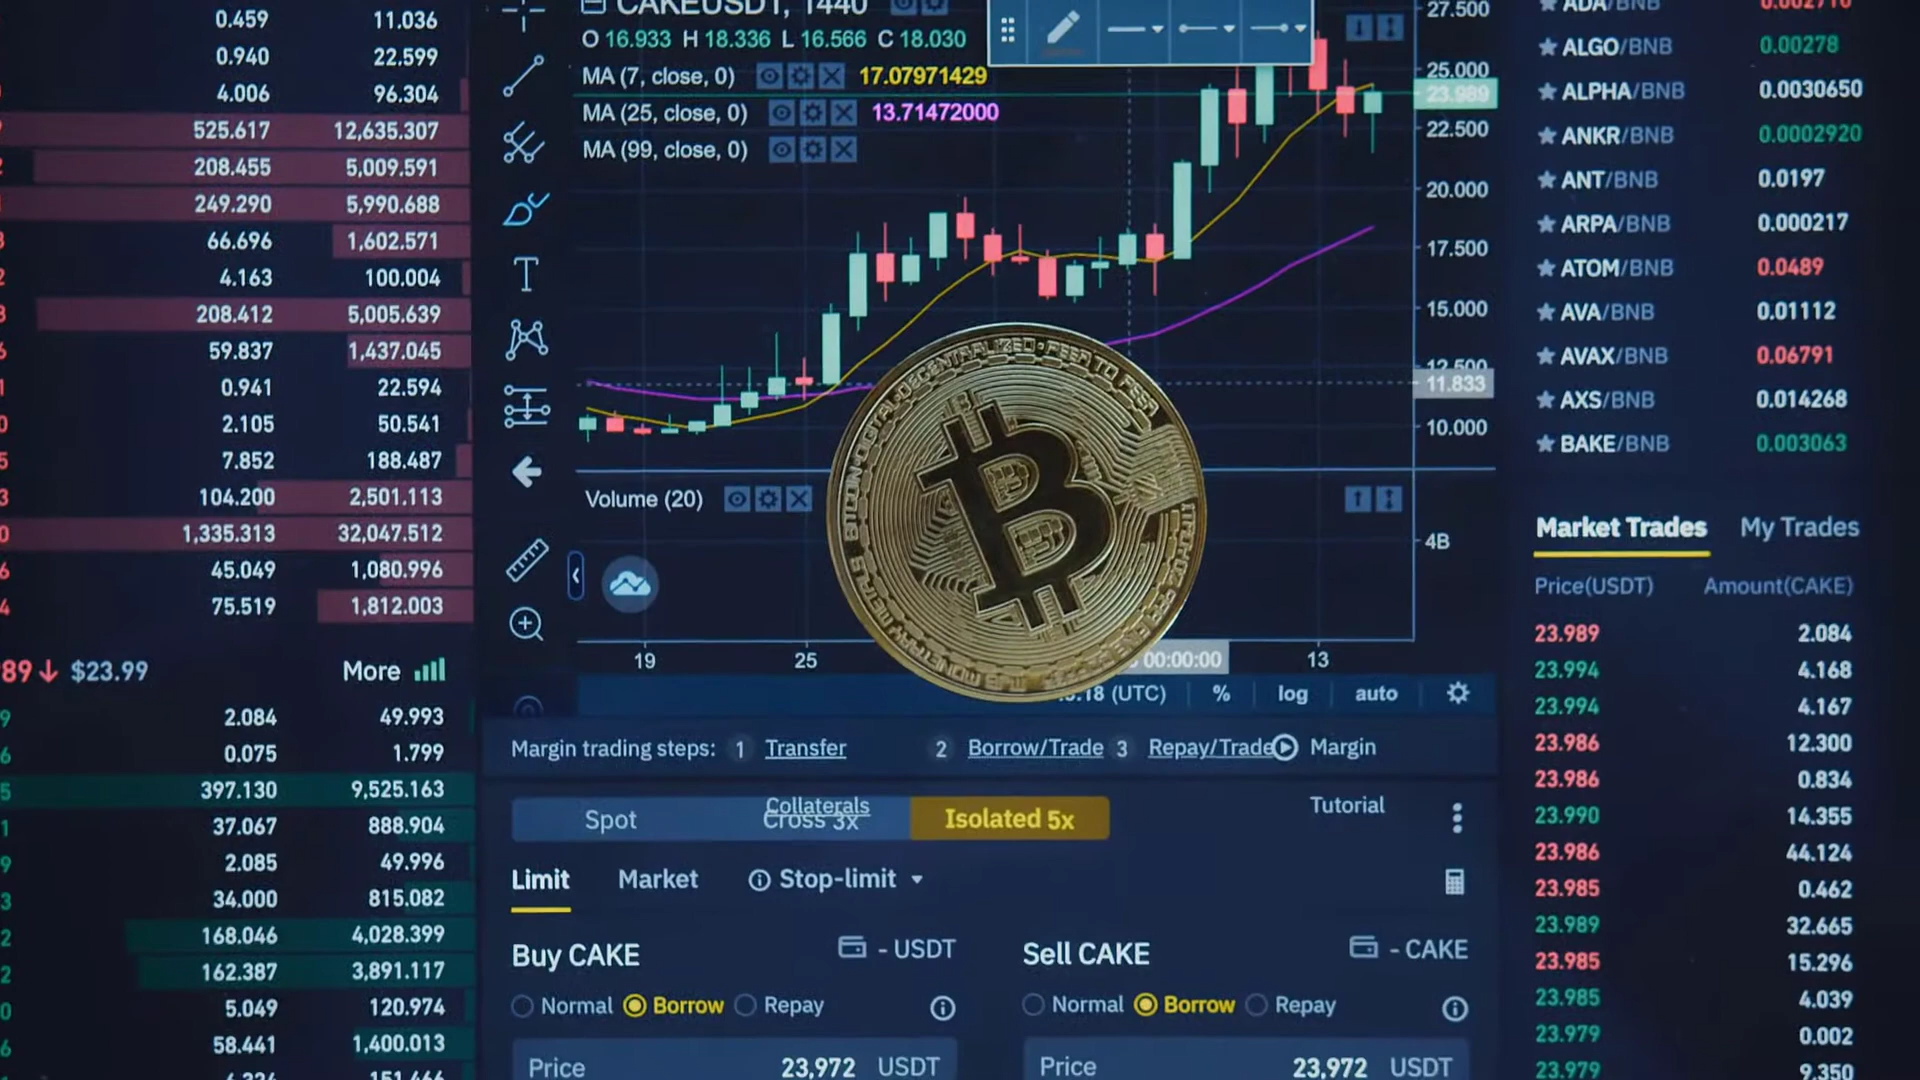 0.459 11.036
0.940 22.599
4.006 96.304
525.617 12,635.307
208.455 5,009.591
249.290 5,990.688
66.696 1,602.571
4.163 100.004
208.412 5,005.639
59.837 1,437.045
0.941 22.594
2.105 50.541
7.852 188.487
104.200 2,501.113
1,335.313 32,047.512
45.049 1,080.996
75.519 1,812.003
89 $23.99 More
2.084 49.993
0.075 1.799
397.130 9,525.163
37.067 888.904
2.085 49.996
34.000 815.082
168.046 4,028.399
162.387 3,891.117
5.049 120.974
58.441 1,400.013
CAKEUSDT, 1440
O 16.933 H 18.336 L 16.566 C 18.030
MA (7, close, 0) 17.07971429
MA (25, close, 0) 13.71472000
MA (99, close, 0)
27.500
25.000
23.989
22.500
20.000
17.500
15.000
12.500
11.833
10.000
Volume (20)
4B
19 25 00:00:00 13
(UTC) % log auto
DECENTRALIZED • PEER TO PEER
BITCOIN
B
Margin trading steps: 1 Transfer 2 Borrow/Trade 3 Repay/Trade Margin
Collaterals Tutorial
Spot Cross 3x Isolated 5x
Limit Market Stop-limit
Buy CAKE - USDT
Normal Borrow Repay
Price 23,972 USDT
Sell CAKE - CAKE
Normal Borrow Repay
Price 23,972 USDT
ADA/BNB 0.002710
ALGO/BNB 0.00278
ALPHA/BNB 0.0030650
ANKR/BNB 0.0002920
ANT/BNB 0.0197
ARPA/BNB 0.000217
ATOM/BNB 0.0489
AVA/BNB 0.01112
AVAX/BNB 0.06791
AXS/BNB 0.014268
BAKE/BNB 0.003063
Market Trades My Trades
Price(USDT) Amount(CAKE)
23.989 2.084
23.994 4.168
23.994 4.167
23.986 12.300
23.986 0.834
23.990 14.355
23.986 44.124
23.985 0.462
23.989 32.665
23.985 15.296
23.985 4.039
23.979 0.002
23.979 9.350